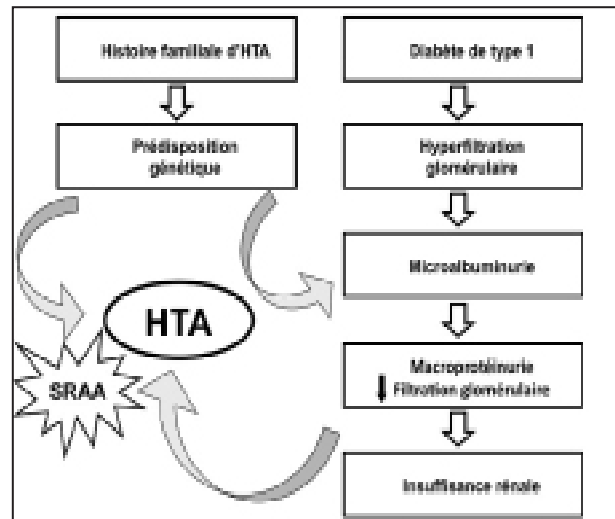 Histoire familiale d'HTA
Prédisposition
génétique
Diabète de type 1
Hyperfiltration
glomérulaire
Microalbuminurie
Macroprotéinurie
Filtration glomérulaire
Insuffisance rénale
HTA
SRAA